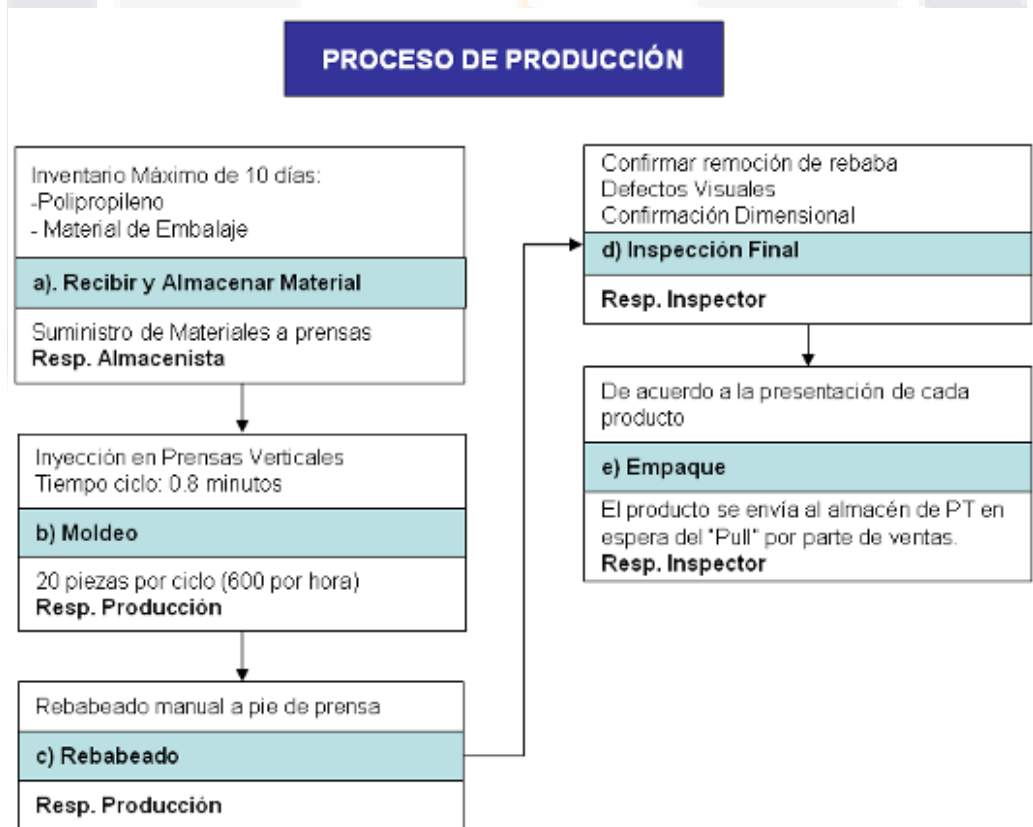 PROCESO DE PRODUCCIÓN
Inventario Máximo de 10 días:
-Polipropileno
- Material de Embalaje
a). Recibir y Almacenar Material
Suministro de Materiales a prensas
Resp. Almacenista
Inyección en Prensas Verticales
Tiempo ciclo: 0.8 minutos
b) Moldeo
20 piezas por ciclo (600 por hora)
Resp. Producción
Rebabeado manual a pie de prensa
c) Rebabeado
Resp. Producción
Confirmar remoción de rebaba
Defectos Visuales
Confirmación Dimensional
d) Inspección Final
Resp. Inspector
De acuerdo a la presentación de cada
producto
e) Empaque
El producto se envía al almacén de PT en
espera del "Pull" por parte de ventas.
Resp. Inspector